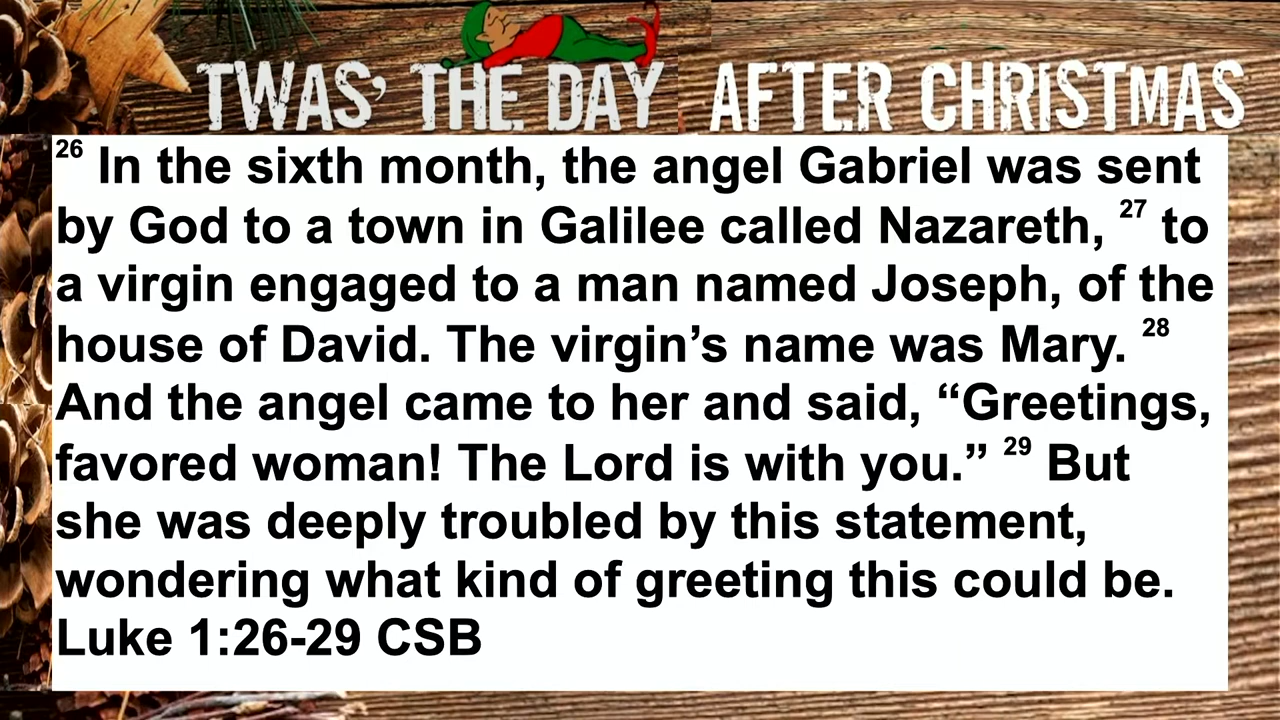 TWAS' THE DAY AFTER CHRISTMAS
26 In the sixth month, the angel Gabriel was sent
by God to a town in Galilee called Nazareth, 27 to
a virgin engaged to a man named Joseph, of the
house of David. The virgin’s name was Mary. 28
And the angel came to her and said, “Greetings,
favored woman! The Lord is with you.” 29 But
she was deeply troubled by this statement,
wondering what kind of greeting this could be.
Luke 1:26-29 CSB